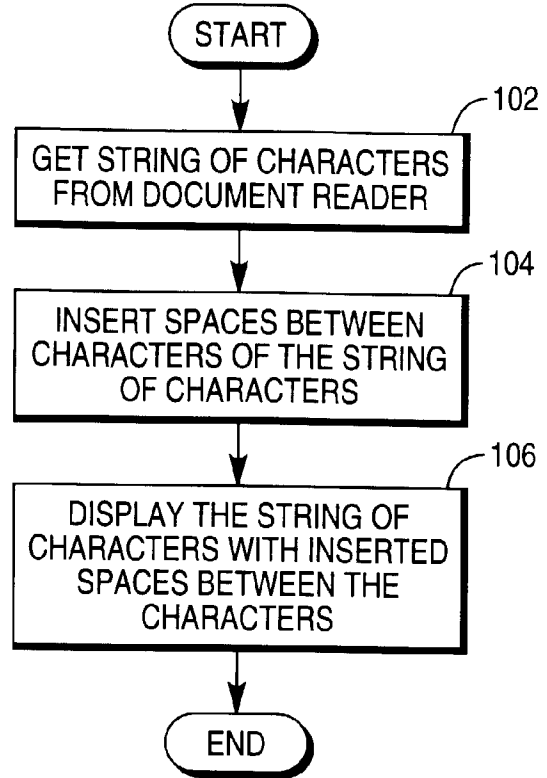 START
102
GET STRING OF CHARACTERS
FROM DOCUMENT READER
104
INSERT SPACES BETWEEN
CHARACTERS OF THE STRING
OF CHARACTERS
106
DISPLAY THE STRING OF
CHARACTERS WITH INSERTED
SPACES BETWEEN THE
CHARACTERS
END